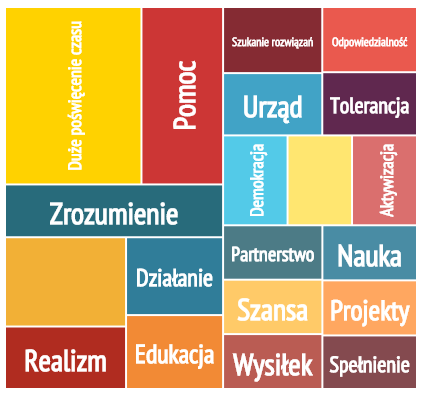 Duże poświęcenie czasu
Pomoc
Szukanie rozwiązań
Odpowiedzialność
Urząd
Tolerancja
Demokracja
Aktywizacja
Zrozumienie
Działanie
Partnerstwo
Nauka
Szansa
Projekty
Realizm
Edukacja
Wysiłek
Spełnienie